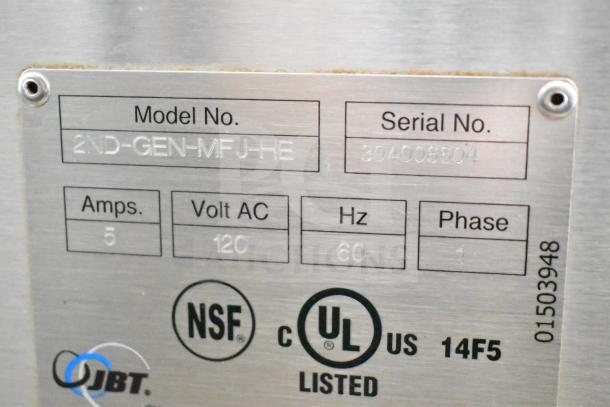 Model No. Serial No.
2ND-GEN-MFJ-HE
Amps. Volt AC Hz Phase
5 120 60 1
01503948
NSF®
C UL® US 14F5
LISTED
JBT®